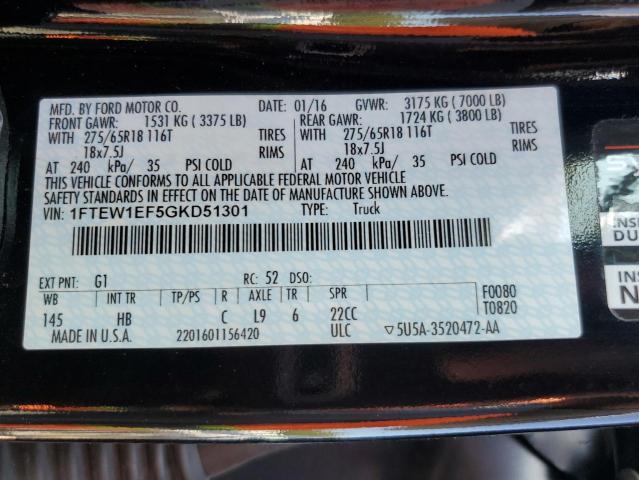 MFD. BY FORD MOTOR CO. DATE: 01/16 GVWR: 3175 KG ( 7000 LB)
FRONT GAWR: 1531 KG ( 3375 LB) REAR GAWR: 1724 KG ( 3800 LB)
WITH 275/65R18 116T TIRES WITH 275/65R18 116T TIRES
18x7.5J RIMS 18x7.5J RIMS
AT 240 kPa/ 35 PSI COLD AT 240 kPa/ 35 PSI COLD
THIS VEHICLE CONFORMS TO ALL APPLICABLE FEDERAL MOTOR VEHICLE
SAFETY STANDARDS IN EFFECT ON THE DATE OF MANUFACTURE SHOWN ABOVE.
VIN: 1FTEW1EF5GKD51301 TYPE: Truck
EXT PNT: G1 RC: 52 DSO:
WB INT TR TP/PS R AXLE TR SPR F0080
145 HB C L9 6 22CC T0820
MADE IN U.S.A. 2201601156420 ULC ▽5U5A-3520472-AA